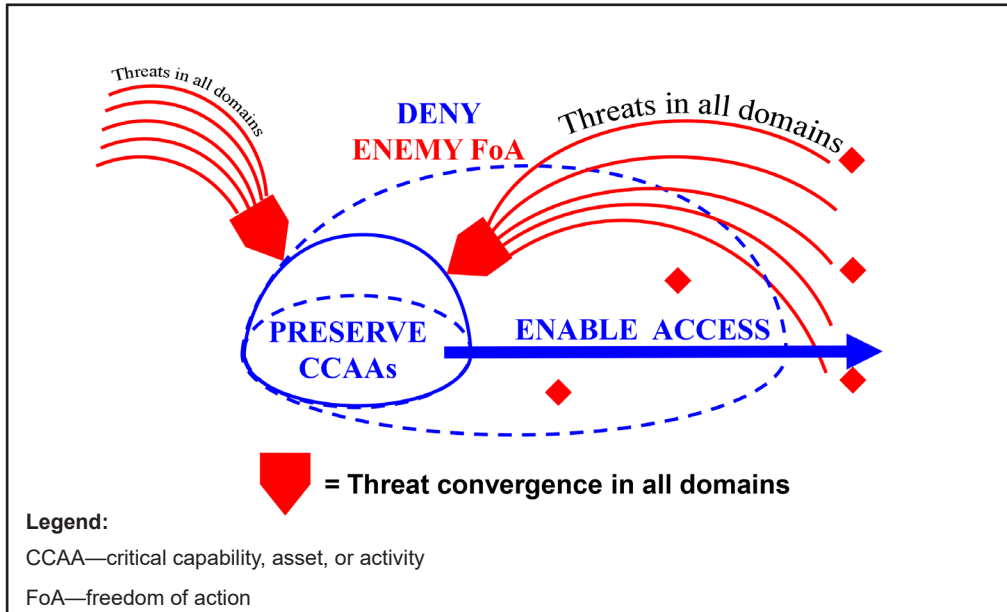 Threats in all domains
Threats in all domains
DENY
ENEMY FoA
PRESERVE
CCAAs
ENABLE ACCESS
= Threat convergence in all domains
Legend:
CCAA—critical capability, asset, or activity
FoA—freedom of action